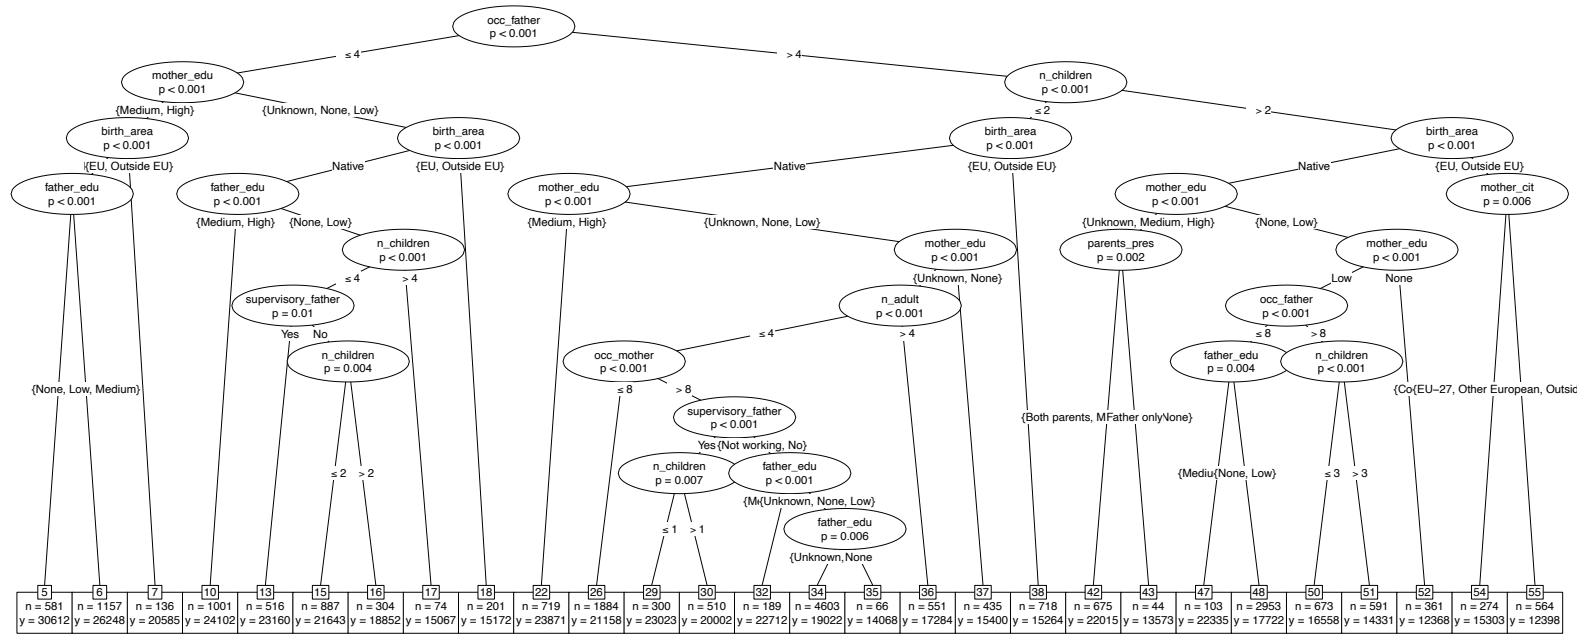 occ_father
p < 0.001
≤ 4
> 4
mother_edu
p < 0.001
n_children
p < 0.001
{Medium, High}
{Unknown, None, Low}
≤ 2
> 2
birth_area
p < 0.001
birth_area
p < 0.001
birth_area
p < 0.001
birth_area
p < 0.001
{EU, Outside EU}
Native
{EU, Outside EU}
Native
{EU, Outside EU}
Native
{EU, Outside EU}
father_edu
p < 0.001
father_edu
p < 0.001
mother_edu
p < 0.001
mother_edu
p < 0.001
mother_cit
p = 0.006
{Medium, High}
{None, Low}
{Medium, High}
{Unknown, None, Low}
{Unknown, Medium, High}
{None, Low}
n_children
p < 0.001
mother_edu
p < 0.001
parents_pres
p = 0.002
mother_edu
p < 0.001
≤ 4
> 4
{Unknown, None}
Low
None
supervisory_father
p = 0.01
n_adult
p < 0.001
occ_father
p < 0.001
Yes
No
≤ 4
> 4
≤ 8
> 8
n_children
p = 0.004
occ_mother
p < 0.001
father_edu
p = 0.004
n_children
p < 0.001
{None, Low, Medium}
≤ 8
> 8
{EU−27, Other European, Outsid
supervisory_father
p < 0.001
{Both parents, M
Father only
None}
Yes
{Not working, No}
n_children
p = 0.007
father_edu
p < 0.001
≤ 2
> 2
{None, Low}
≤ 3
> 3
{Unknown, None, Low}
father_edu
p = 0.006
≤ 1
> 1
{Unknown,
None
5
n = 581
y = 30612
6
n = 1157
y = 26248
7
n = 136
y = 20585
10
n = 1001
y = 24102
13
n = 516
y = 23160
15
n = 887
y = 21643
16
n = 304
y = 18852
17
n = 74
y = 15067
18
n = 201
y = 15172
22
n = 719
y = 23871
26
n = 1884
y = 21158
29
n = 300
y = 23023
30
n = 510
y = 20002
32
n = 189
y = 22712
34
n = 4603
y = 19022
35
n = 66
y = 14068
36
n = 551
y = 17284
37
n = 435
y = 15400
38
n = 718
y = 15264
42
n = 675
y = 22015
43
n = 44
y = 13573
47
n = 103
y = 22335
48
n = 2953
y = 17722
50
n = 673
y = 16558
51
n = 591
y = 14331
52
n = 361
y = 12368
54
n = 274
y = 15303
55
n = 564
y = 12398